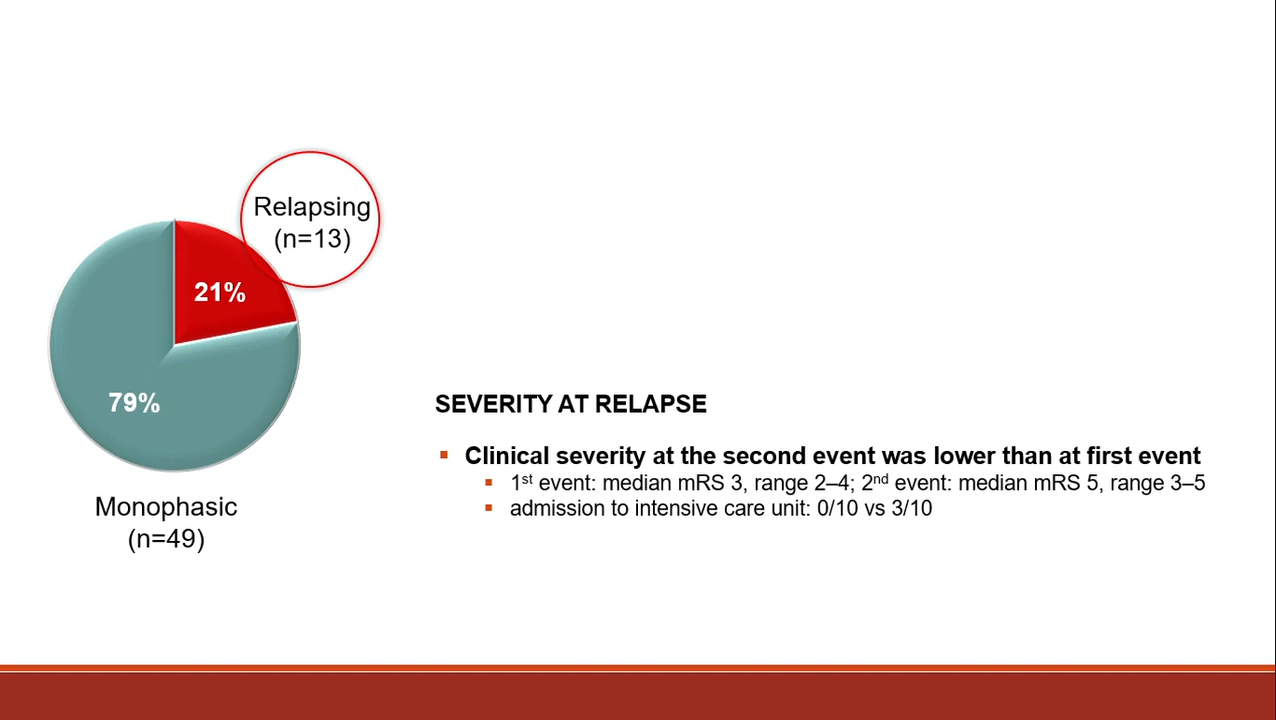 Relapsing
(n=13)
21%
79%
Monophasic
(n=49)
SEVERITY AT RELAPSE
▪ Clinical severity at the second event was lower than at first event
▪ 1st event: median mRS 3, range 2–4; 2nd event: median mRS 5, range 3–5
▪ admission to intensive care unit: 0/10 vs 3/10